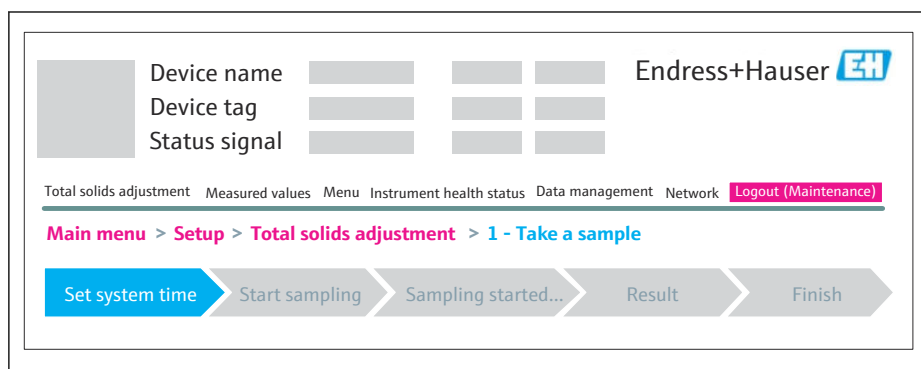 Device name
Endress+Hauser EH
Device tag
Status signal
Total solids adjustment Measured values Menu Instrument health status Data management Network Logout (Maintenance)
Main menu > Setup > Total solids adjustment > 1 - Take a sample
Set system time Start sampling Sampling started... Result Finish